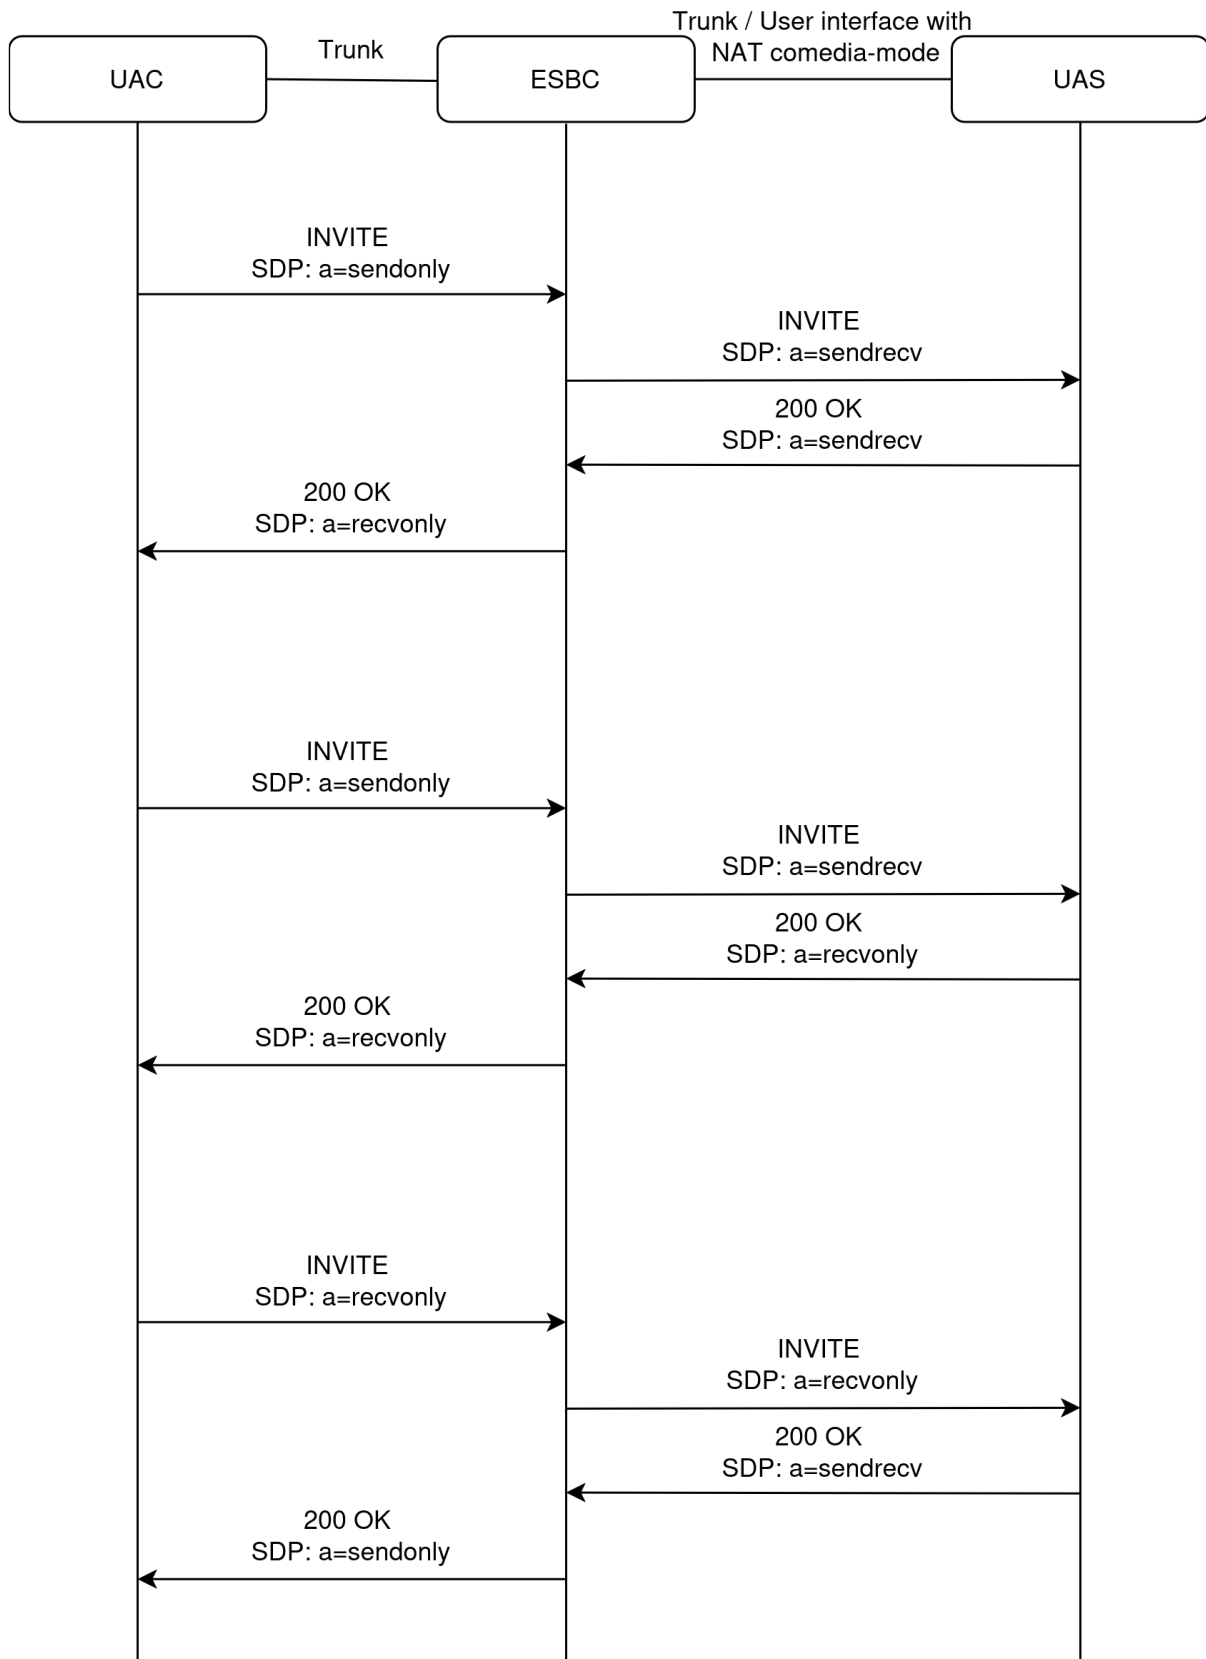 Trunk / User interface with
NAT comedia-mode
Trunk
UAC
ESBC
UAS
INVITE
SDP: a=sendonly
INVITE
SDP: a=sendrecv
200 OK
SDP: a=sendrecv
200 OK
SDP: a=recvonly
INVITE
SDP: a=sendonly
INVITE
SDP: a=sendrecv
200 OK
SDP: a=recvonly
200 OK
SDP: a=recvonly
INVITE
SDP: a=recvonly
INVITE
SDP: a=recvonly
200 OK
SDP: a=sendrecv
200 OK
SDP: a=sendonly